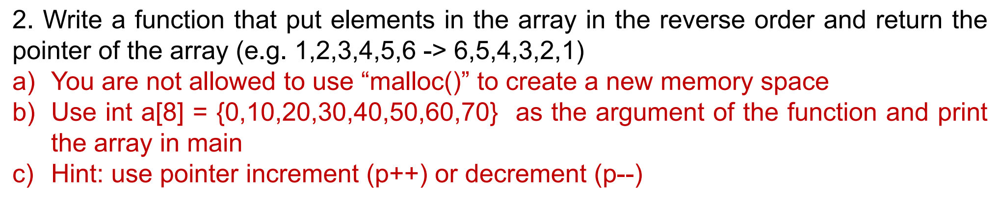 2. Write a function that put elements in the array in the reverse order and return the
pointer of the array (e.g. 1,2,3,4,5,6 -> 6,5,4,3,2,1)
a) You are not allowed to use “malloc()” to create a new memory space
b) Use int a[8] = {0,10,20,30,40,50,60,70} as the argument of the function and print
the array in main
c) Hint: use pointer increment (p++) or decrement (p--)